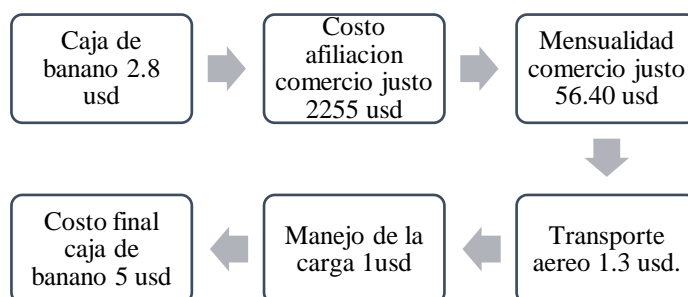 Caja de
banano 2.8
usd
Costo
afiliacion
comercio justo
2255 usd
Mensualidad
comercio justo
56.40 usd
Transporte
aereo 1.3 usd.
Manejo de la
carga 1usd
Costo final
caja de
banano 5 usd